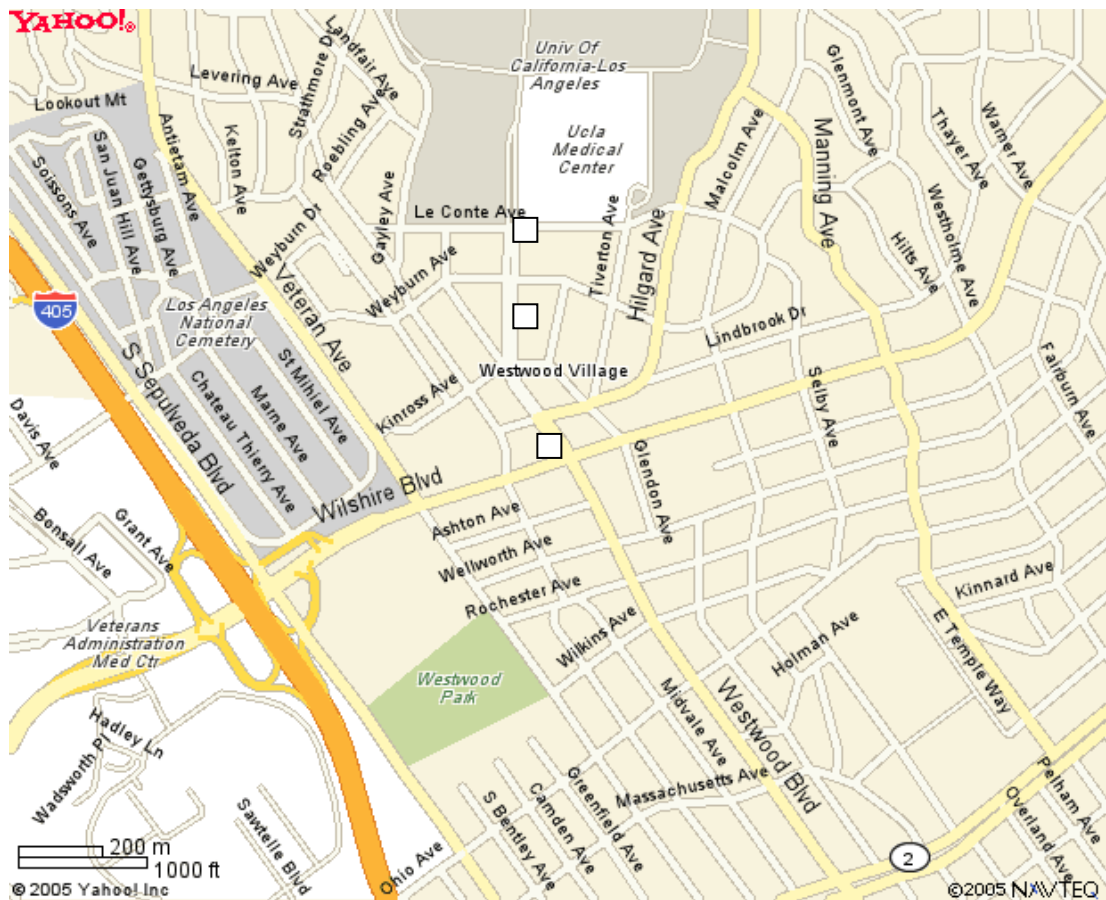 YAHOO!®
Univ Of
California-Los
Angeles
Landfair Ave
Strathmore Dr
Levering Ave
Lookout Mt
Roebling Ave
Kelton Ave
Antietam Ave
San Juan Hill Ave
Gettysburg Ave
Soissons Ave
Ucla
Medical
Center
Glenmont Ave
Manning Ave
Malcolm Ave
Thayer Ave
Warner Ave
Westholme Ave
Hilts Ave
Le Conte Ave
Gayley Ave
Weyburn Dr
Weyburn Ave
Tiverton Ave
Hilgard Ave
Veteran Ave
405
Los Angeles
National
Cemetery
Lindbrook Dr
Westwood Village
Kinross Ave
Fairburn Ave
Selby Ave
S Sepulveda Blvd
St Mihiel Ave
Marne Ave
Chateau Thierry Ave
Davis Ave
Glendon Ave
Wilshire Blvd
Bonsall Ave
Grant Ave
Ashton Ave
Wellworth Ave
Rochester Ave
Kinnard Ave
Veterans
Administration
Med Ctr
Wilkins Ave
Holman Ave
E Temple Way
Westwood
Park
Midvale Ave
Westwood Blvd
Hadley Ln
Wadsworth Pl
Massachusetts Ave
Greenfield Ave
Camden Ave
S Bentley Ave
Pelham Ave
Overland Ave
Sawtelle Blvd
Ohio Ave
2
200 m
1000 ft
© 2005 Yahoo! Inc
©2005 NAVTEQ